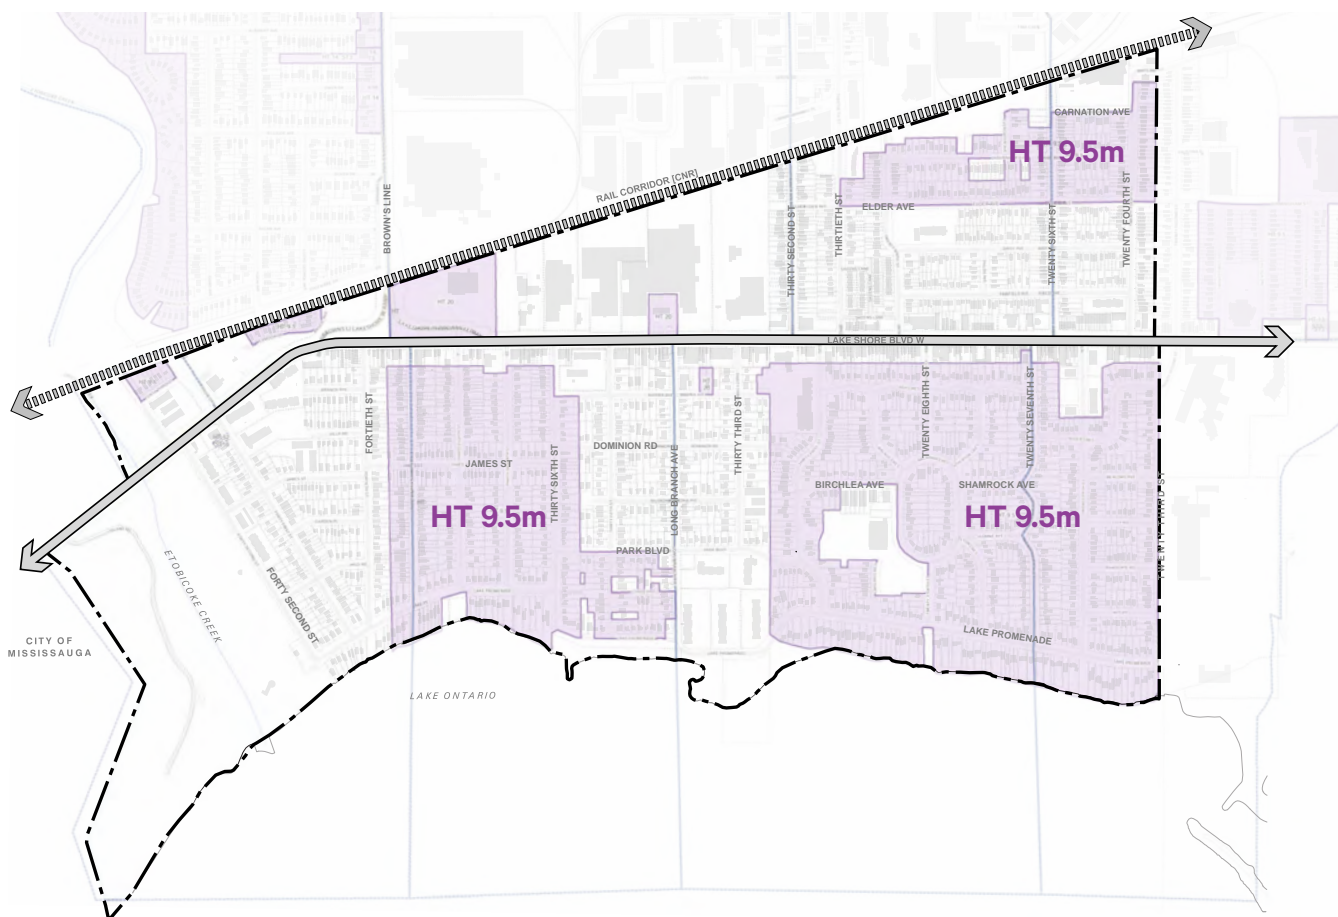 CARNATION AVE
HT 9.5m
RAIL CORRIDOR [CNR]
BROWN'S LINE
THIRTY SECOND ST
THIRTIETH ST
ELDER AVE
TWENTY SIXTH ST
TWENTY FOURTH ST
LAKE SHORE BLVD W
FORTIETH ST
JAMES ST
THIRTY SIXTH ST
DOMINION RD
LONG BRANCH AVE
THIRTY THIRD ST
TWENTY EIGHTH ST
TWENTY SEVENTH ST
BIRCHLEA AVE
SHAMROCK AVE
TWENTY THIRD ST
HT 9.5m
HT 9.5m
PARK BLVD
ETOBICOKE CREEK
FORTY SECOND ST
LAKE PROMENADE
CITY OF
MISSISSAUGA
LAKE ONTARIO